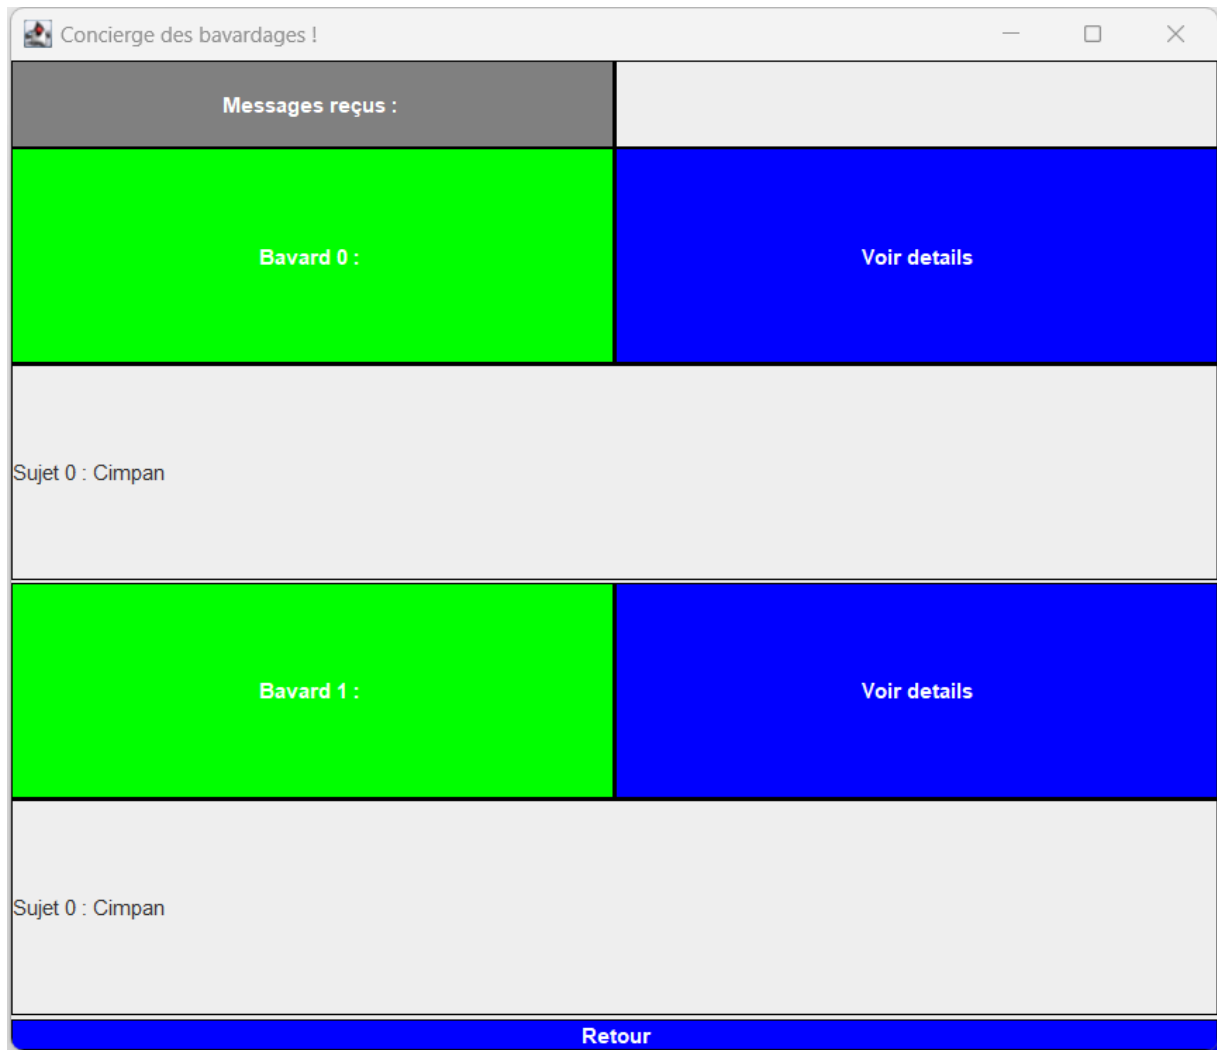 Concierge des bavardages !
Messages reçus :
Bavard 0 :
Voir details
Sujet 0 : Cimpan
Bavard 1 :
Voir details
Sujet 0 : Cimpan
Retour